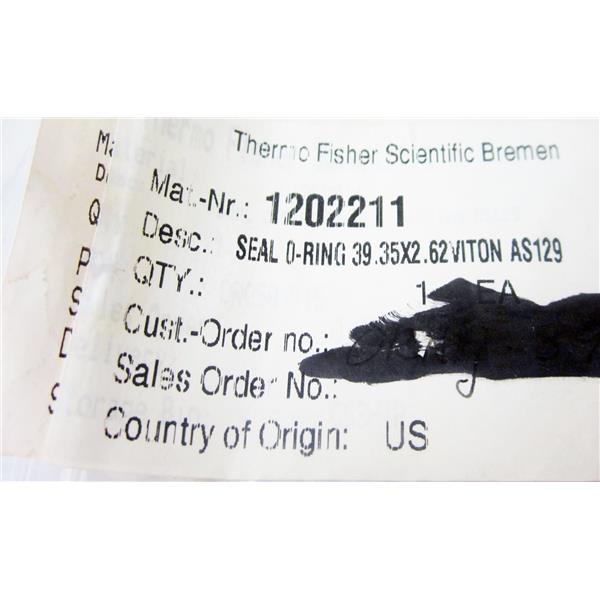 Thermo Fisher Scientific Bremen
Mat.-Nr.: 1202211
Desc.: SEAL O-RING 39.35X2.62VITON AS129
QTY.: 1 EA
Cust.-Order no.:
Sales Order No.:
Country of Origin: US